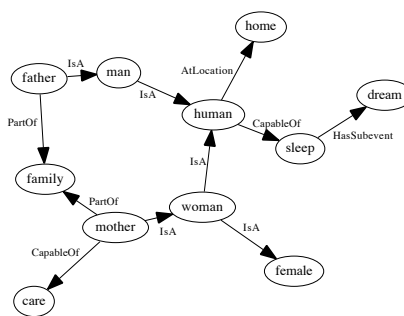 home
father
IsA
man
AtLocation
IsA
dream
human
CapableOf
PartOf
HasSubevent
sleep
IsA
family
PartOf
woman
mother
IsA
IsA
CapableOf
female
care